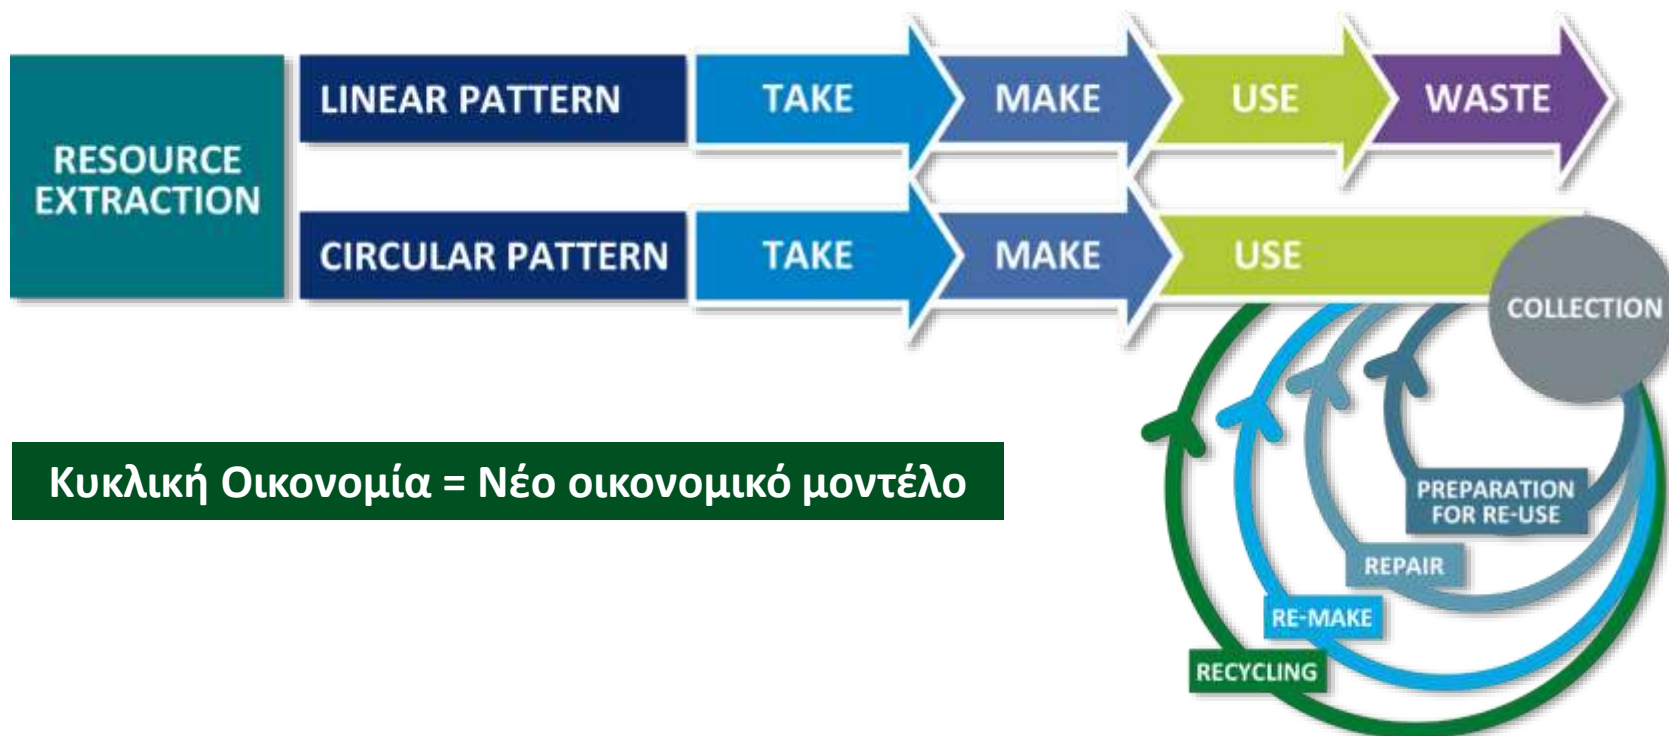 RESOURCE
EXTRACTION
LINEAR PATTERN
TAKE
MAKE
USE
WASTE
CIRCULAR PATTERN
TAKE
MAKE
USE
COLLECTION
Κυκλική Οικονομία = Νέο οικονομικό μοντέλο
PREPARATION
FOR RE-USE
REPAIR
RE-MAKE
RECYCLING